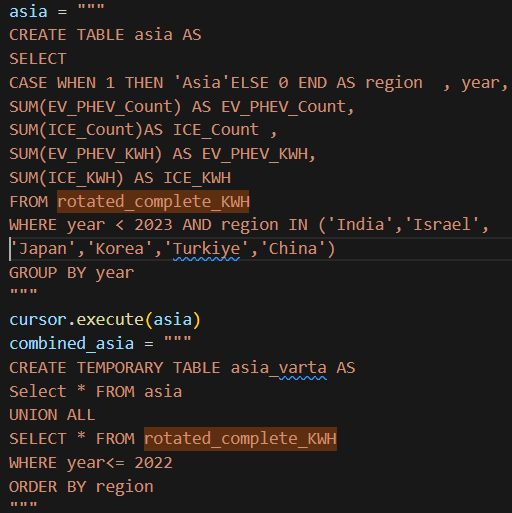 asia = """
CREATE TABLE asia AS
SELECT
CASE WHEN 1 THEN 'Asia'ELSE 0 END AS region  , year,
SUM(EV_PHEV_Count) AS EV_PHEV_Count,
SUM(ICE_Count)AS ICE_Count ,
SUM(EV_PHEV_KWH) AS EV_PHEV_KWH,
SUM(ICE_KWH) AS ICE_KWH
FROM rotated_complete_KWH
WHERE year < 2023 AND region IN ('India','Israel',
'Japan','Korea','Turkiye','China')
GROUP BY year
"""
cursor.execute(asia)
combined_asia = """
CREATE TEMPORARY TABLE asia_varta AS
Select * FROM asia
UNION ALL
SELECT * FROM rotated_complete_KWH
WHERE year<= 2022
ORDER BY region
"""